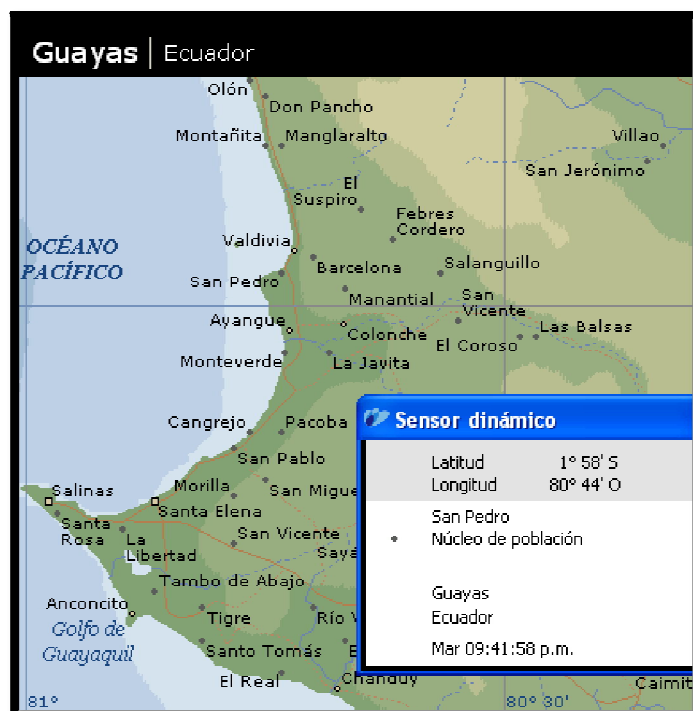 Guayas | Ecuador
Olón
Don Pancho
Montañita
Manglaralto
Villao
San Jerónimo
El
Suspiro
Febres
Cordero
OCÉANO
PACÍFICO
Valdivia
Barcelona
Salanguillo
San Pedro
Manantial
San
Vicente
Ayangue
Colonche
Las Balsas
El Coroso
Monteverde
La Javita
Cangrejo
Pacoba
Sensor dinámico
San Pablo
Latitud 1° 58' S
Longitud 80° 44' O
Salinas
Morilla
San Migue
Santa Elena
San Pedro
Santa
Rosa
La
Libertad
San Vicente
Núcleo de población
Saya
Tambo de Abajo
Guayas
Anconcito
Tigre
Río V
Ecuador
Golfo de
Guayaquil
Santo Tomás
E
Mar 09:41:58 p.m.
El Real
Chanduy
Caimit
81°
80° 30'